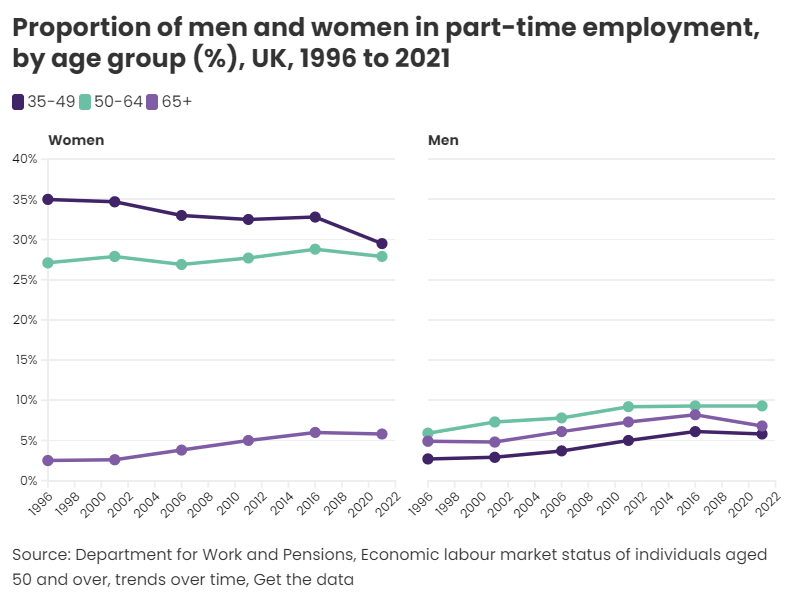 Proportion of men and women in part-time employment,
by age group (%), UK, 1996 to 2021
35-49 50-64 65+
Women
Men
40%
35%
30%
25%
20%
15%
10%
5%
0%
1996 1998 2000 2002 2004 2006 2008 2010 2012 2014 2016 2018 2020 2022
1996 1998 2000 2002 2004 2006 2008 2010 2012 2014 2016 2018 2020 2022
Source: Department for Work and Pensions, Economic labour market status of individuals aged
50 and over, trends over time, Get the data